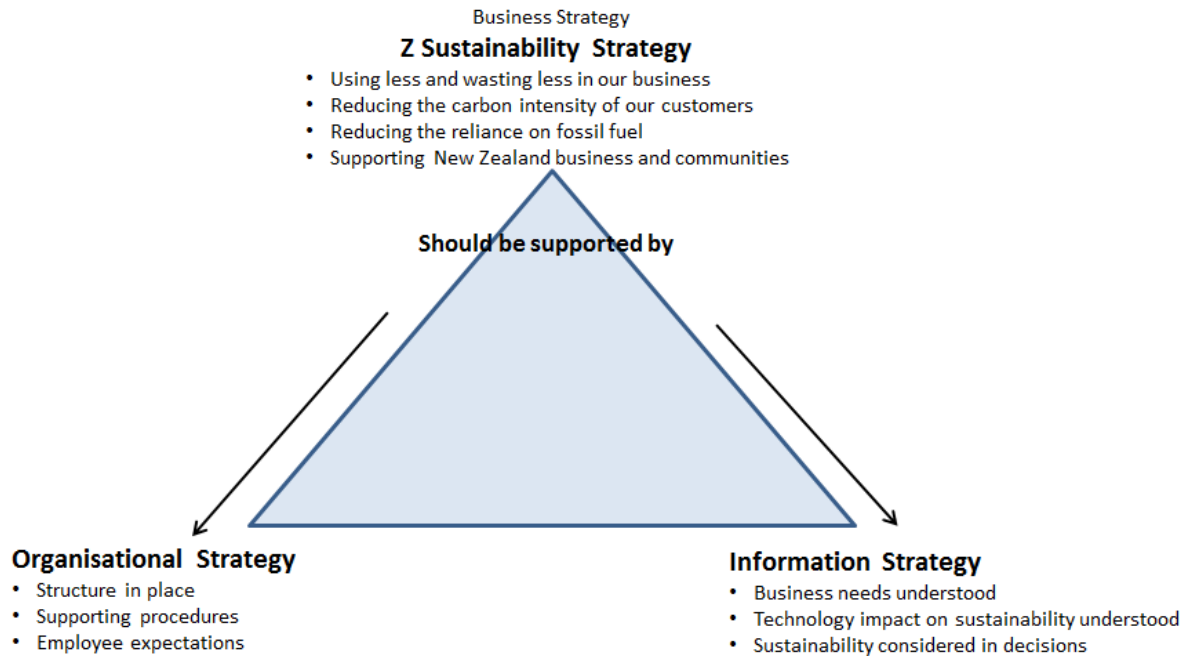 Business Strategy
Z Sustainability Strategy
• Using less and wasting less in our business
• Reducing the carbon intensity of our customers
• Reducing the reliance on fossil fuel
• Supporting New Zealand business and communities
Should be supported by
Organisational Strategy
• Structure in place
• Supporting procedures
• Employee expectations
Information Strategy
• Business needs understood
• Technology impact on sustainability understood
• Sustainability considered in decisions